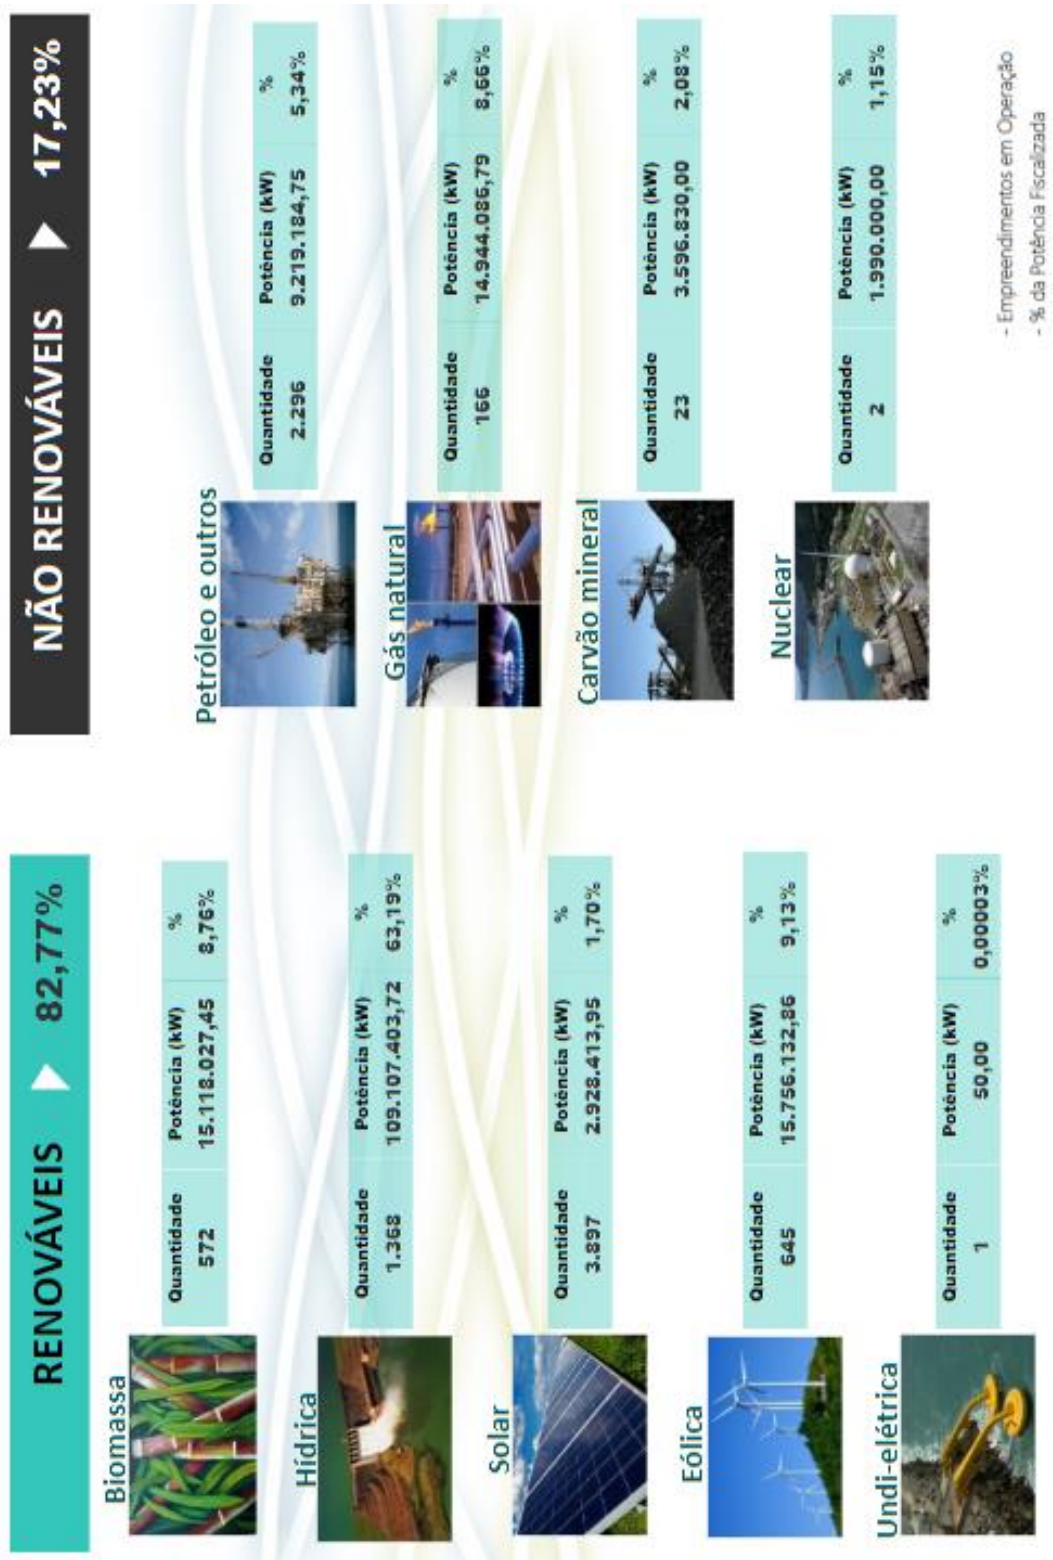 RENOVÁVEIS 82,77%
Biomassa
Quantidade Potência (kW) %
572 15.118.027,45 8,76%
Hídrica
Quantidade Potência (kW) %
1.368 109.107.403,72 63,19%
Solar
Quantidade Potência (kW) %
3.897 2.928.413,95 1,70%
Eólica
Quantidade Potência (kW) %
645 15.756.132,86 9,13%
Undi-elétrica
Quantidade Potência (kW) %
1 50,00 0,00003%
NÃO RENOVÁVEIS 17,23%
Petróleo e outros
Quantidade Potência (kW) %
2.296 9.219.184,75 5,34%
Gás natural
Quantidade Potência (kW) %
166 14.944.086,79 8,66%
Carvão mineral
Quantidade Potência (kW) %
23 3.596.830,00 2,08%
Nuclear
Quantidade Potência (kW) %
2 1.990.000,00 1,15%
- Empreendimentos em Operação
- % da Potência Fiscalizada